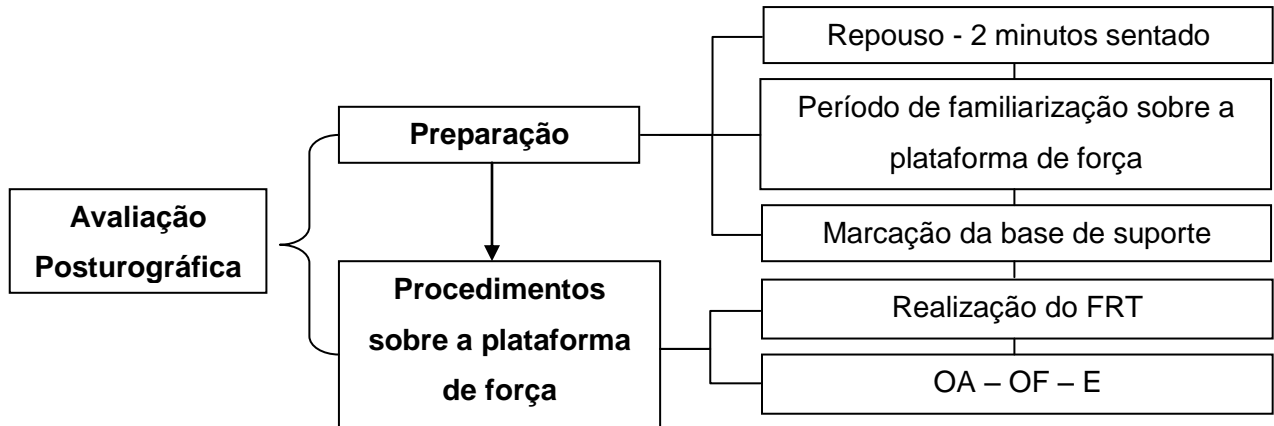 Avaliação
Posturográfica
Preparação
Procedimentos
sobre a plataforma
de força
Repouso - 2 minutos sentado
Período de familiarização sobre a
plataforma de força
Marcação da base de suporte
Realização do FRT
OA – OF – E